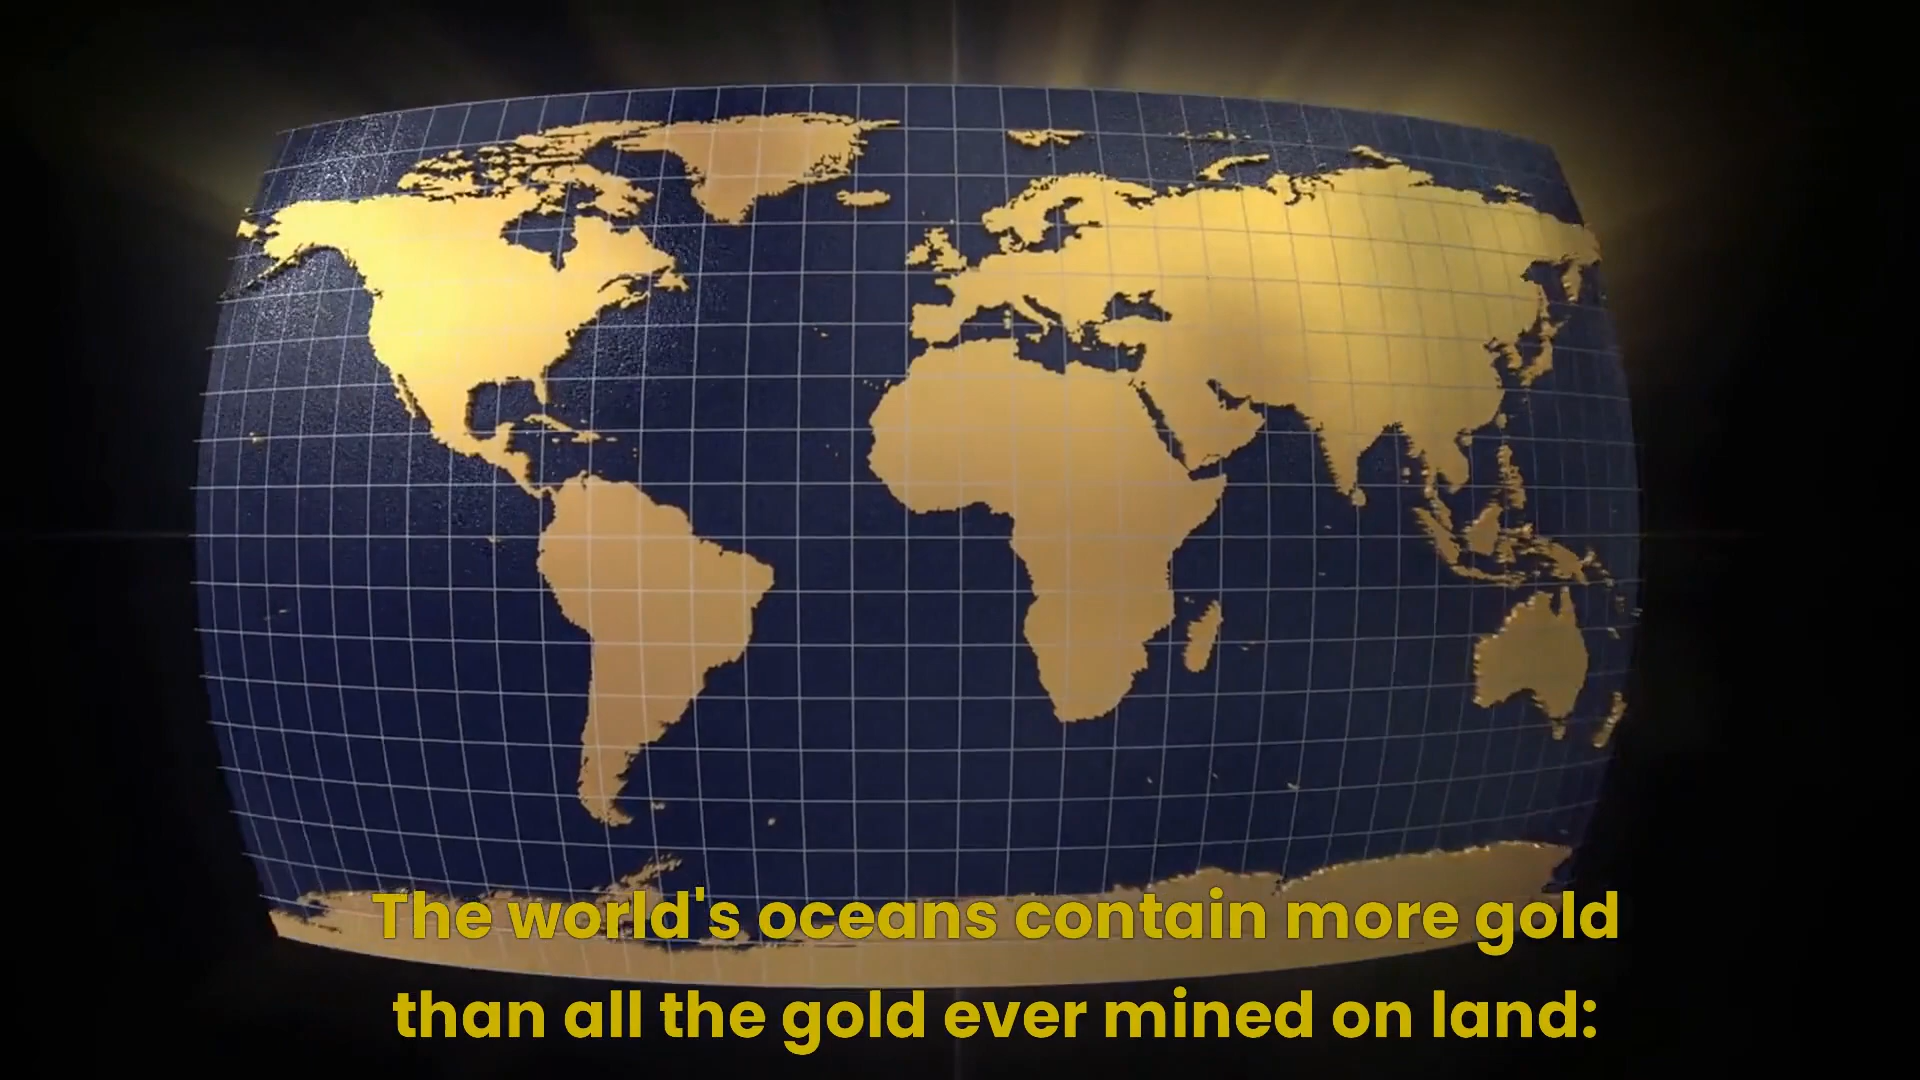 The world's oceans contain more gold
than all the gold ever mined on land: